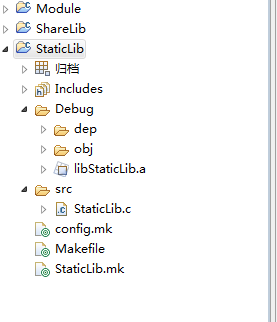 Module
ShareLib
StaticLib
归档
Includes
Debug
dep
obj
libStaticLib.a
src
StaticLib.c
config.mk
Makefile
StaticLib.mk